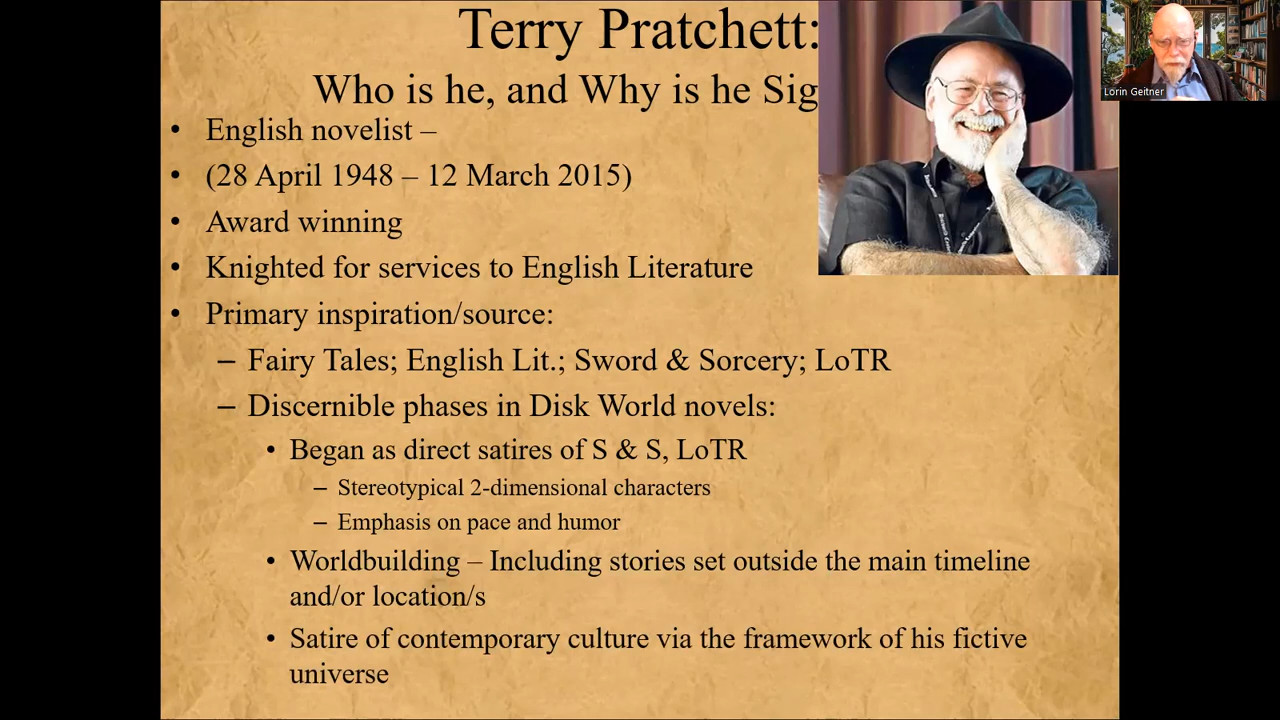 Terry Pratchett:
Who is he, and Why is he Sig
Lorin Geitner
• English novelist –
• (28 April 1948 – 12 March 2015)
• Award winning
• Knighted for services to English Literature
• Primary inspiration/source:
– Fairy Tales; English Lit.; Sword & Sorcery; LoTR
– Discernible phases in Disk World novels:
• Began as direct satires of S & S, LoTR
– Stereotypical 2-dimensional characters
– Emphasis on pace and humor
• Worldbuilding – Including stories set outside the main timeline
and/or location/s
• Satire of contemporary culture via the framework of his fictive
universe